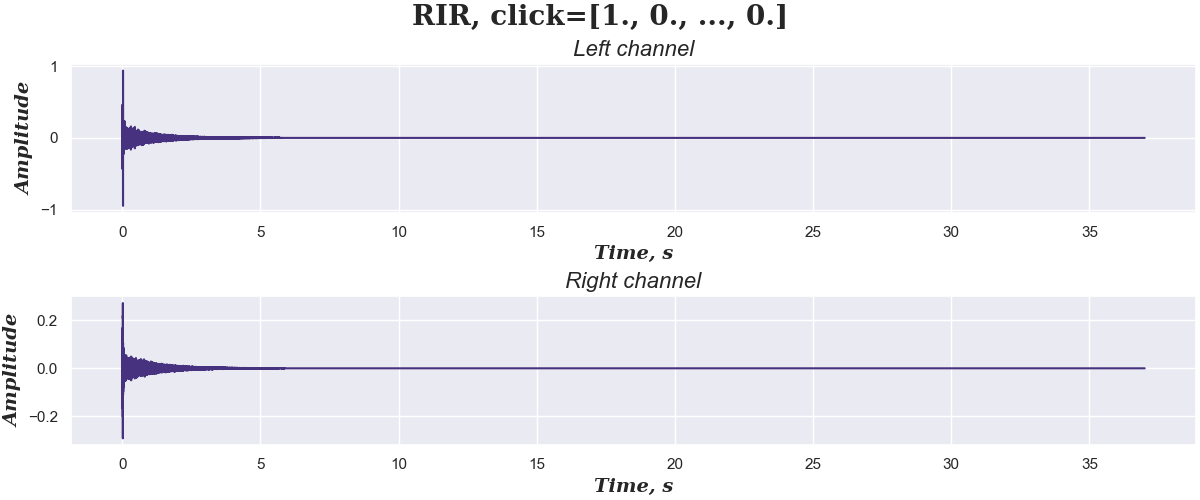 RIR, click=[1., 0., ..., 0.]
Left channel
Amplitude
1
0
−1
0 5 10 15 20 25 30 35
Time, s
Right channel
Amplitude
0.2
0.0
−0.2
0 5 10 15 20 25 30 35
Time, s